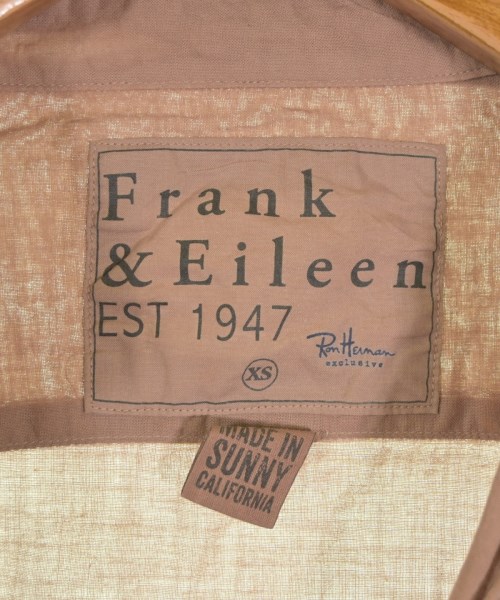 Frank
& Eileen
EST 1947
Ron Herman
exclusive
XS
MADE IN
SUNNY
CALIFORNIA